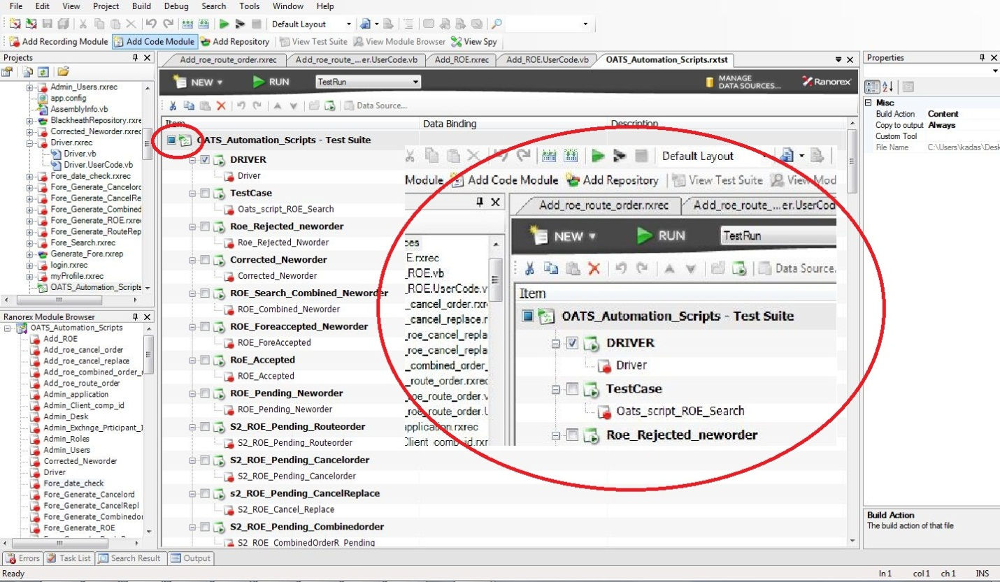 File Edit View Project Build Debug Search Tools Window Help
Default Layout
Add Recording Module Add Code Module Add Repository View Test Suite View Module Browser View Spy
Projects
Admin_Users.rxrec
app.config
AssemblyInfo.vb
BlackheathRepository.rxre
Corrected_Neworder.rxrec
Driver.rxrec
Driver.vb
Driver.UserCode.vb
Fore_date_check.rxrec
Fore_Generate_Cancelorc
Fore_Generate_CancelRe
Fore_Generate_Combined
Fore_Generate_ROE.rxre
Fore_Generate_RouteRep
Fore_Search.rxrec
Generate_Fore.rxrep
login.rxrec
myProfile.rxrec
OATS_Automation_Scripts
Ranorex Module Browser
OATS_Automation_Scripts
Add_ROE
Add_roe_cancel_order
Add_roe_cancel_replace
Add_roe_combined_order_
Add_roe_route_order
Admin_application
Admin_Client_comp_id
Admin_Desk
Admin_Exchnge_Prticipant_I
Admin_Roles
Admin_Users
Corrected_Neworder
Driver
Fore_date_check
Fore_Generate_Cancelord
Fore_Generate_CancelRepl
Fore_Generate_Combinedor
Fore_Generate_ROE
Add_roe_route_order.rxrec Add_roe_route_...er.UserCode.vb Add_ROE.rxrec Add_ROE.UserCode.vb OATS_Automation_Scripts.rxtst
NEW RUN TestRun MANAGE DATA SOURCES... Ranorex
Data Source...
Item Data Binding Description
OATS_Automation_Scripts - Test Suite
DRIVER
Driver
TestCase
Oats_script_ROE_Search
Roe_Rejected_neworder
Roe_Rejected_Nworder
Corrected_Neworder
Corrected_Neworder
ROE_Search_Combined_Neworder
ROE_Combined_Neworder
ROE_Foreaccepted_Neworder
ROE_ForeAccepted
RoE_Accepted
ROE_Accepted
ROE_Pending_Neworder
ROE_Pending_Neworder
S2_ROE_Pending_Routeorder
S2_ROE_Pending_Routeorder
S2_ROE_Pending_Cancelorder
S2_ROE_Pending_Cancelorder
s2_ROE_Pending_CancelReplace
S2_ROE_Cancel_Replace
S2_ROE_Pending_Combinedorder
S2_ROE_CombinedOrderR_Pending
Default Layout
Module Add Code Module Add Repository View Test Suite View Mod
Add_roe_route_order.rxrec Add_roe_route_...er.UserCod
NEW RUN TestRun
Data Source.
E.rxrec
_ROE.vb
_ROE.UserCode.v
_cancel_order.rxr
_cancel_replace.r
_roe_cancel_repla
_roe_cancel_repla
_combined_order_
_route_order.rxrec
_roe_route_order.v
_roe_route_order.U
application.rxrec
Client_comp_id.rxr
Item
OATS_Automation_Scripts - Test Suite
DRIVER
Driver
TestCase
Oats_script_ROE_Search
Roe_Rejected_neworder
Properties
Misc
Build Action Content
Copy to output Always
Custom Tool
File Name C:\Users\kadas\Desk
Build Action
The build action of that file
Errors Task List Search Result Output
Ready ln 1 col 1 ch 1 INS